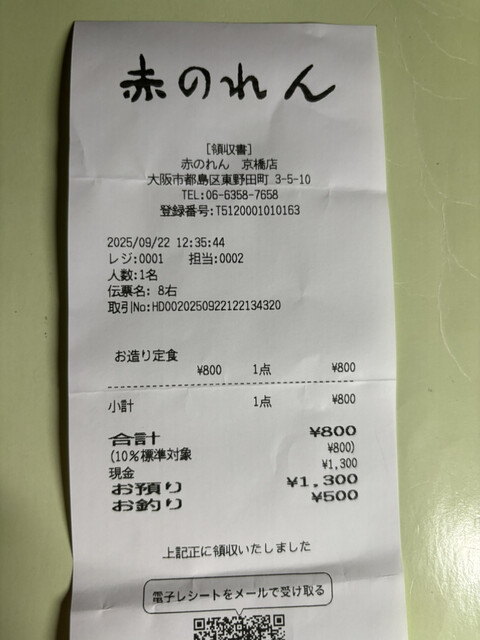 赤のれん
[領収書]
赤のれん 京橋店
大阪市都島区東野田町 3-5-10
TEL:06-6358-7658
登録番号:T5120001010163
2025/09/22 12:35:44
レジ:0001 担当:0002
人数:1名
伝票名: 8右
取引No:HD0020250922122134320
お造り定食
¥800 1点 ¥800
小計 1点 ¥800
合計 ¥800
(10%標準対象 ¥800)
現金 ¥1,300
お預り ¥1,300
お釣り ¥500
上記正に領収いたしました
電子レシートをメールで受け取る